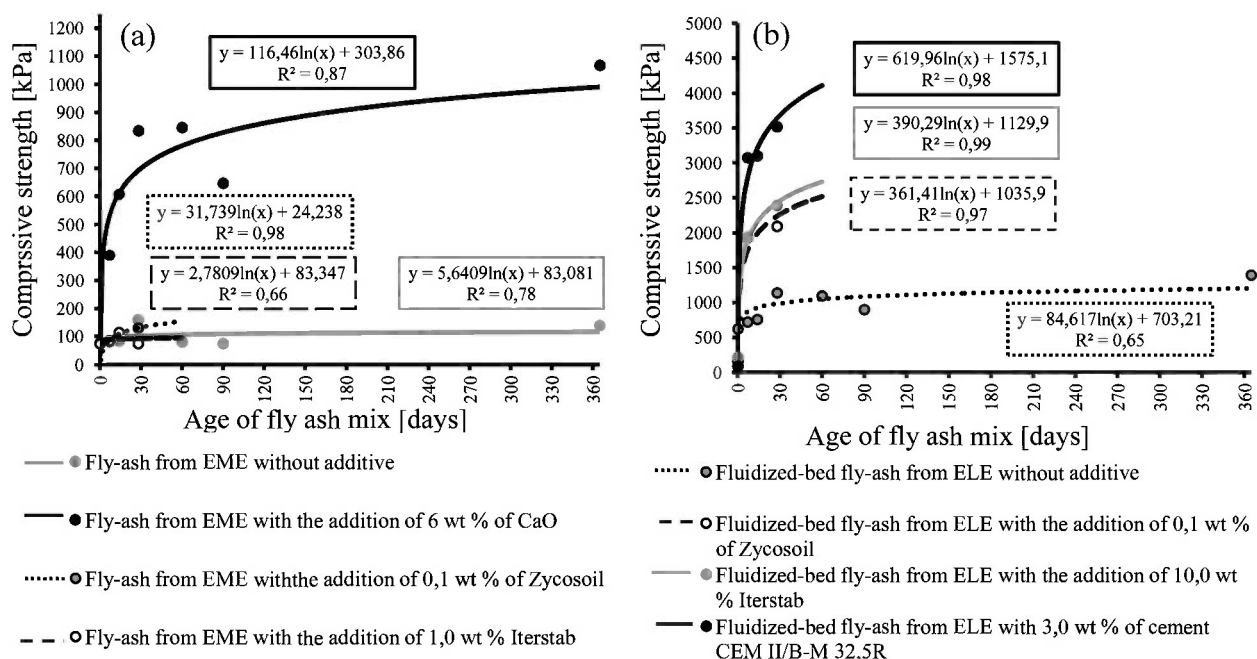 (a)
Comprssive strength [kPa]
1200
1100
1000
900
800
700
600
500
400
300
200
100
0
y = 116,46ln(x) + 303,86
R² = 0,87
y = 31,739ln(x) + 24,238
R² = 0,98
y = 2,7809ln(x) + 83,347
R² = 0,66
y = 5,6409ln(x) + 83,081
R² = 0,78
0
30
60
90
120
150
180
210
240
270
300
330
360
Age of fly ash mix [days]
Fly-ash from EME without additive
Fly-ash from EME with the addition of 6 wt % of CaO
Fly-ash from EME withthe addition of 0,1 wt % of Zycosoil
Fly-ash from EME with the addition of 1,0 wt % Iterstab
(b)
Comprssive strength [kPa]
5000
4500
4000
3500
3000
2500
2000
1500
1000
500
0
y = 619,96ln(x) + 1575,1
R² = 0,98
y = 390,29ln(x) + 1129,9
R² = 0,99
y = 361,41ln(x) + 1035,9
R² = 0,97
y = 84,617ln(x) + 703,21
R² = 0,65
0
30
60
90
120
150
180
210
240
270
300
330
360
Age of fly ash mix [days]
Fluidized-bed fly-ash from ELE without additive
Fluidized-bed fly-ash from ELE with the addition of 0,1 wt %
of Zycosoil
Fluidized-bed fly-ash from ELE with the addition of 10,0 wt
% Iterstab
Fluidized-bed fly-ash from ELE with 3,0 wt % of cement
CEM II/B-M 32,5R